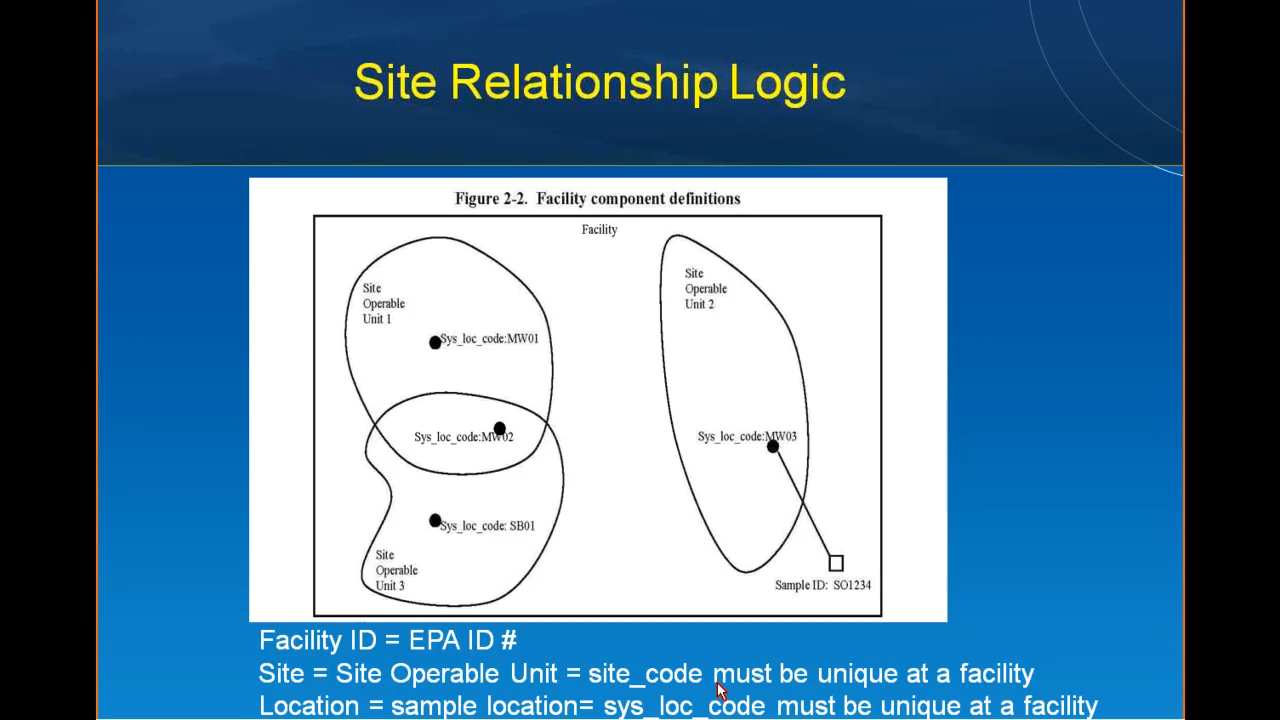 Site Relationship Logic
Figure 2-2. Facility component definitions
Facility
Site
Operable
Unit 1
Sys_loc_code:MW01
Sys_loc_code:MW02
Sys_loc_code: SB01
Site
Operable
Unit 3
Site
Operable
Unit 2
Sys_loc_code:MW03
Sample ID: SO1234
Facility ID = EPA ID #
Site = Site Operable Unit = site_code must be unique at a facility
Location = sample location= sys_loc_code must be unique at a facility